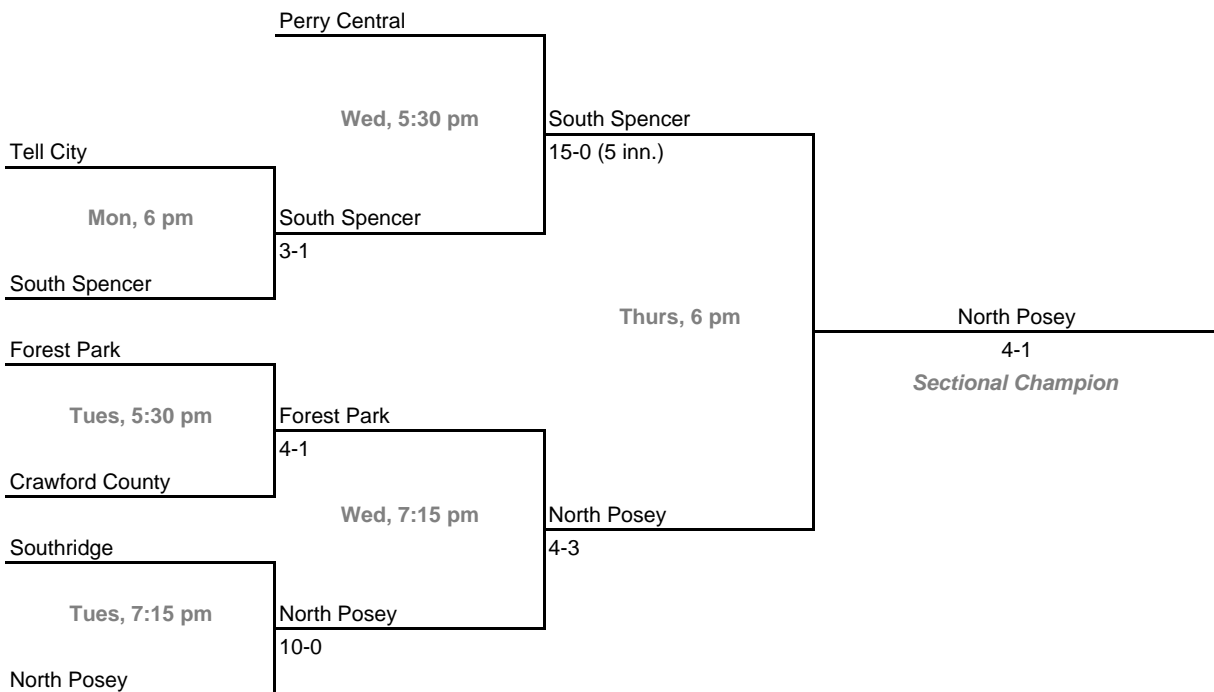 Perry Central
Wed, 5:30 pm
South Spencer
Tell City
15-0 (5 inn.)
Mon, 6 pm
South Spencer
3-1
South Spencer
Thurs, 6 pm
North Posey
Forest Park
4-1
Sectional Champion
Tues, 5:30 pm
Forest Park
4-1
Crawford County
Wed, 7:15 pm
North Posey
Southridge
4-3
Tues, 7:15 pm
North Posey
10-0
North Posey